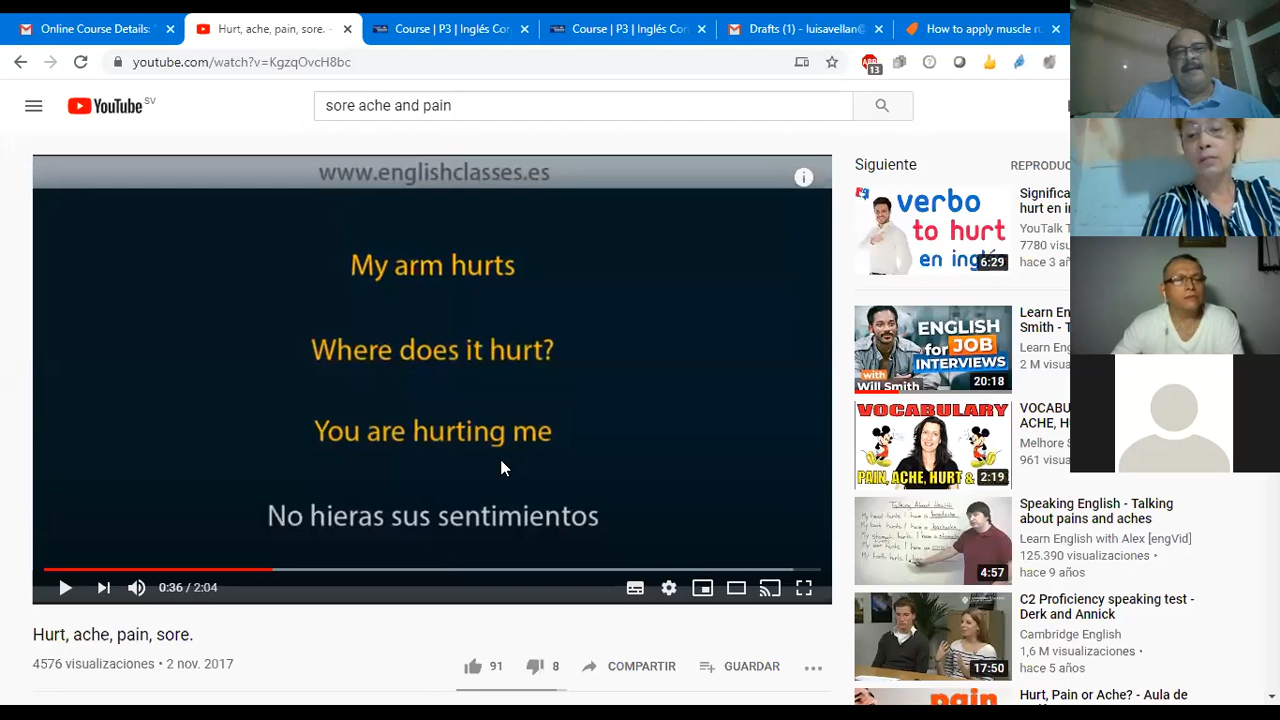 Online Course Details:
Hurt, ache, pain, sore. -
Course | P3 | Inglés Cor
Course | P3 | Inglés Cor
Drafts (1) - luisavellan@
How to apply muscle ru
youtube.com/watch?v=KgzqOvcH8bc
13
YouTube SV
sore ache and pain
www.englishclasses.es
My arm hurts
Where does it hurt?
You are hurting me
No hieras sus sentimientos
0:36 / 2:04
Hurt, ache, pain, sore.
4576 visualizaciones • 2 nov. 2017
91
8
COMPARTIR
GUARDAR
Siguiente
REPRODUC
verbo
to hurt
en inglés
6:29
Significa
hurt en i
YouTalk T
7780 visu
hace 3 a
ENGLISH
for JOB
INTERVIEWS
with
Will Smith
20:18
Learn En
Smith - T
Learn Eng
2 M visu
VOCABULARY
PAIN, ACHE, HURT &
2:19
VOCABU
ACHE, H
Melhore S
961 visu
Talking About Health
4:57
Speaking English - Talking
about pains and aches
Learn English with Alex [engVid]
125.390 visualizaciones •
hace 9 años
17:50
C2 Proficiency speaking test -
Derk and Annick
Cambridge English
1,6 M visualizaciones •
hace 5 años
pain
Hurt, Pain or Ache? - Aula de